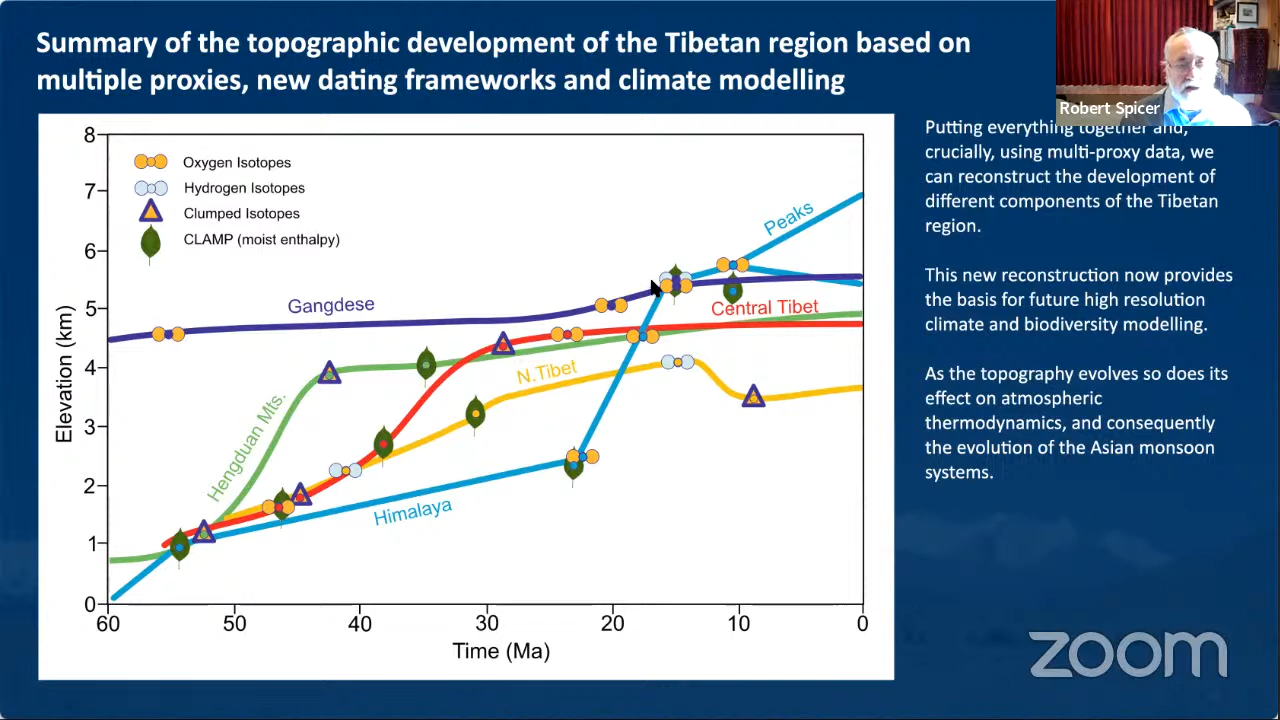 Summary of the topographic development of the Tibetan region based on
multiple proxies, new dating frameworks and climate modelling
Robert Spicer
Putting everything together and,
crucially, using multi-proxy data, we
can reconstruct the development of
different components of the Tibetan
region.
This new reconstruction now provides
the basis for future high resolution
climate and biodiversity modelling.
As the topography evolves so does its
effect on atmospheric
thermodynamics, and consequently
the evolution of the Asian monsoon
systems.
8
7
6
5
4
3
2
1
0
Elevation (km)
Oxygen Isotopes
Hydrogen Isotopes
Clumped Isotopes
CLAMP (moist enthalpy)
Peaks
Gangdese
Central Tibet
N.Tibet
Hengduan Mts.
Himalaya
60
50
40
30
20
10
0
Time (Ma)
zoom